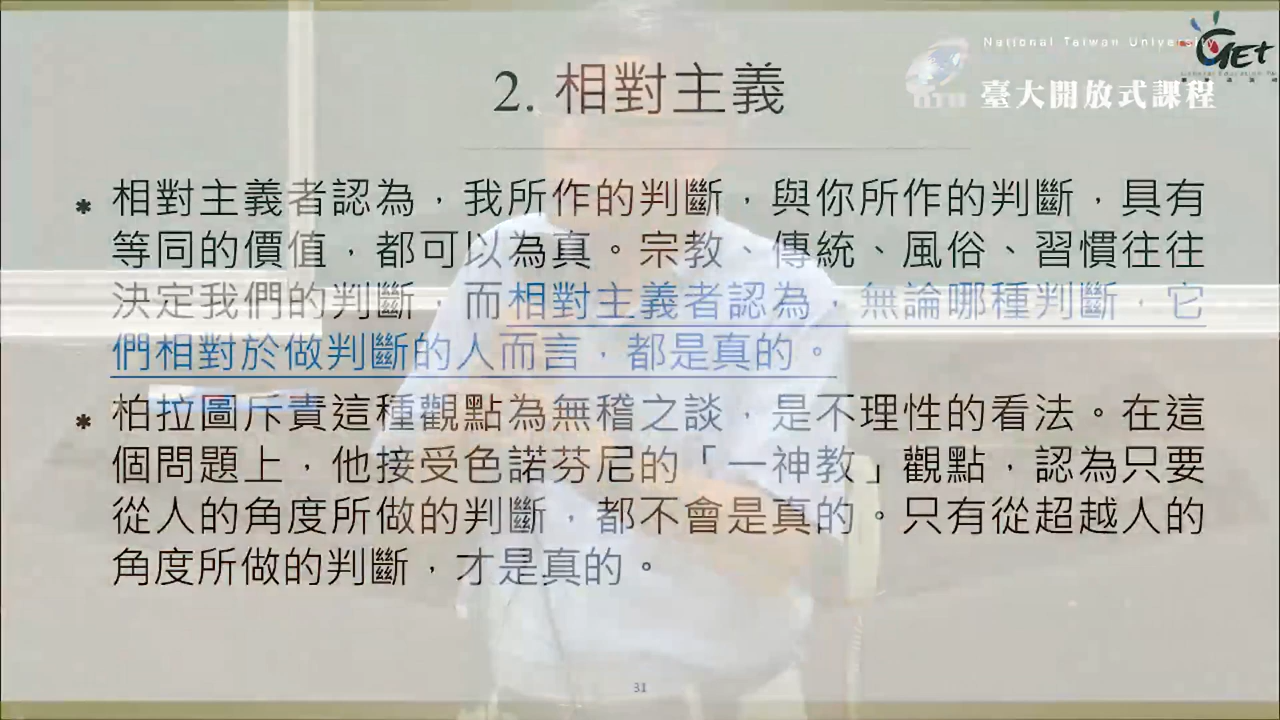 National Taiwan University
GET
臺大開放式課程
2. 相對主義
* 相對主義者認為，我所作的判斷，與你所作的判斷，具有
等同的價值，都可以為真。宗教、傳統、風俗、習慣往往
決定我們的判斷，而相對主義者認為，無論哪種判斷，它
們相對於做判斷的人而言，都是真的。
* 柏拉圖斥責這種觀點為無稽之談，是不理性的看法。在這
個問題上，他接受色諾芬尼的「一神教」觀點，認為只要
從人的角度所做的判斷，都不會是真的。只有從超越人的
角度所做的判斷，才是真的。
31